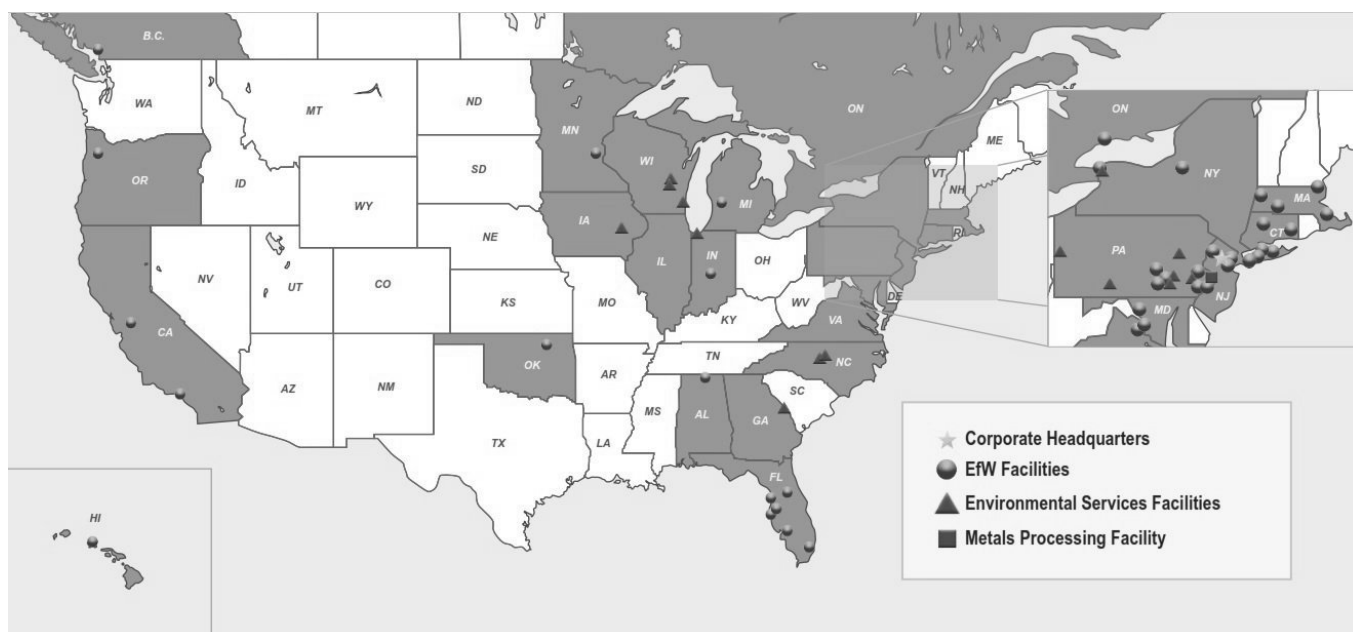 B.C.
WA
MT
ND
MN
ON
ME
OR
ID
SD
WI
MI
VT
NH
WY
IA
NE
RI
NV
UT
CO
IL
IN
OH
KS
MO
WV
DE
CA
KY
VA
AZ
NM
OK
AR
TN
NC
TX
LA
MS
AL
GA
SC
FL
HI
ON
NY
MA
PA
CT
MD
NJ
Corporate Headquarters
EfW Facilities
Environmental Services Facilities
Metals Processing Facility